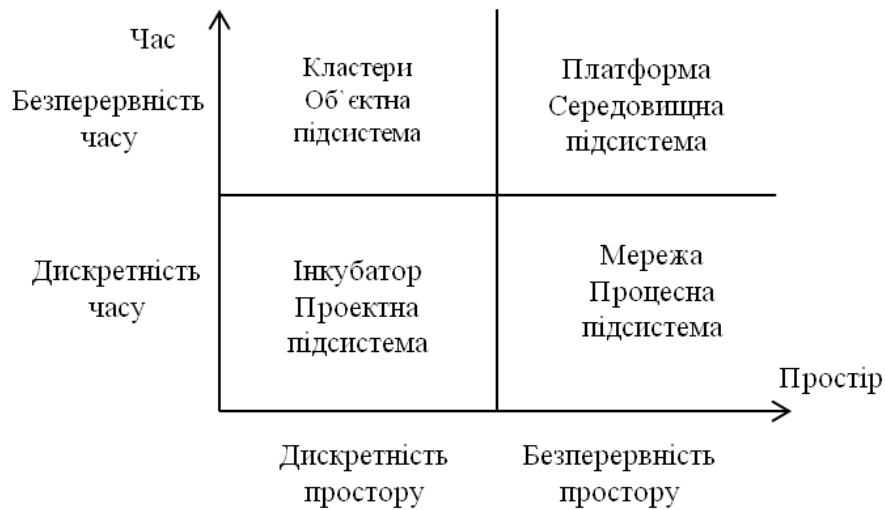 Час
Безперервність
часу
Кластери
Об`єктна
підсистема
Платформа
Середовищна
підсистема
Дискретність
часу
Інкубатор
Проектна
підсистема
Мережа
Процесна
підсистема
Простір
Дискретність
простору
Безперервність
простору